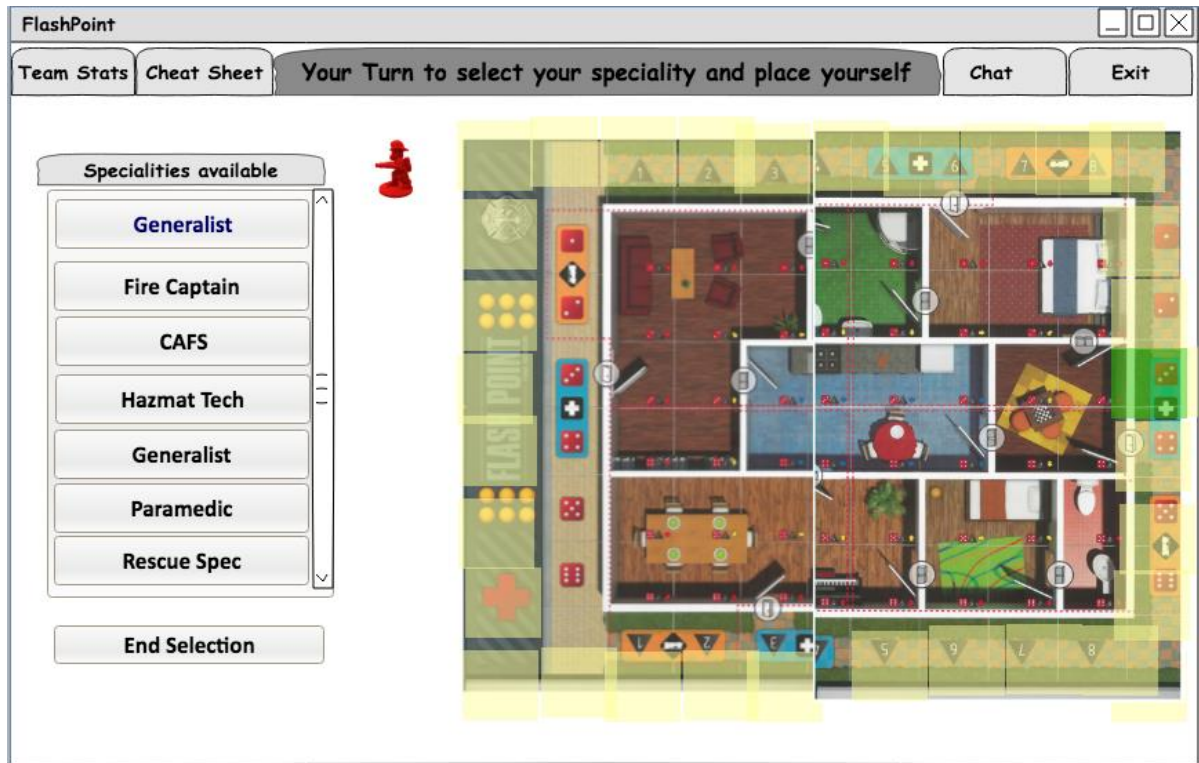 FlashPoint
Team Stats
Cheat Sheet
Your Turn to select your speciality and place yourself
Chat
Exit
Specialities available
Generalist
Fire Captain
CAFS
Hazmat Tech
Generalist
Paramedic
Rescue Spec
End Selection
1 2 3 4 5 6 7 8
FLASH POINT
1 2 3 4 5 6 7 8